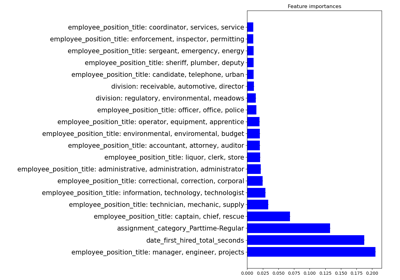 Feature importances
employee_position_title: coordinator, services, service
employee_position_title: enforcement, inspector, permitting
employee_position_title: sergeant, emergency, energy
employee_position_title: sheriff, plumber, deputy
employee_position_title: candidate, telephone, urban
division: receivable, automotive, director
division: regulatory, environmental, meadows
employee_position_title: officer, office, police
employee_position_title: operator, equipment, apprentice
employee_position_title: environmental, enviromental, budget
employee_position_title: accountant, attorney, auditor
employee_position_title: liquor, clerk, store
employee_position_title: administrative, administration, administrator
employee_position_title: correctional, correction, corporal
employee_position_title: information, technology, technologist
employee_position_title: technician, mechanic, supply
employee_position_title: captain, chief, rescue
assignment_category_Parttime-Regular
date_first_hired_total_seconds
employee_position_title: manager, engineer, projects
0.000 0.025 0.050 0.075 0.100 0.125 0.150 0.175 0.200